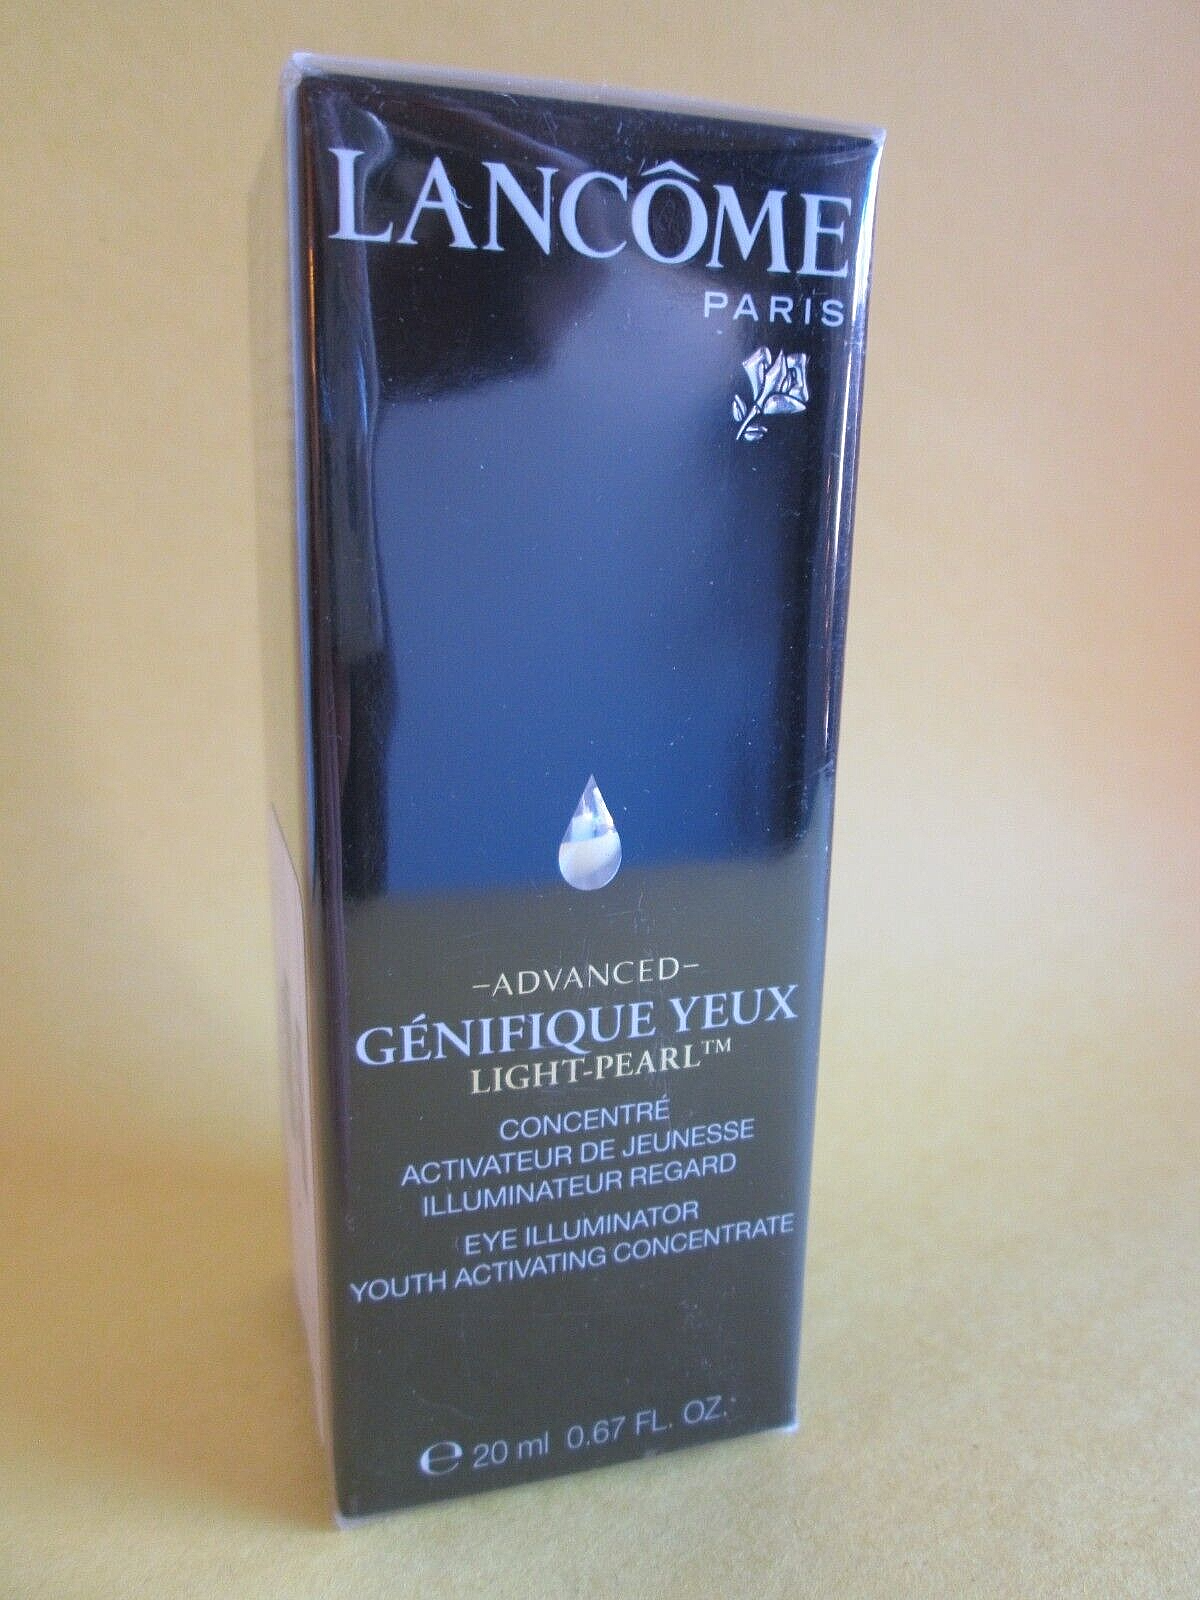 LANCÔME
PARIS
-ADVANCED-
GÉNIFIQUE YEUX
LIGHT-PEARL™
CONCENTRÉ
ACTIVATEUR DE JEUNESSE
ILLUMINATEUR REGARD
EYE ILLUMINATOR
YOUTH ACTIVATING CONCENTRATE
℮ 20 ml 0.67 FL. OZ.